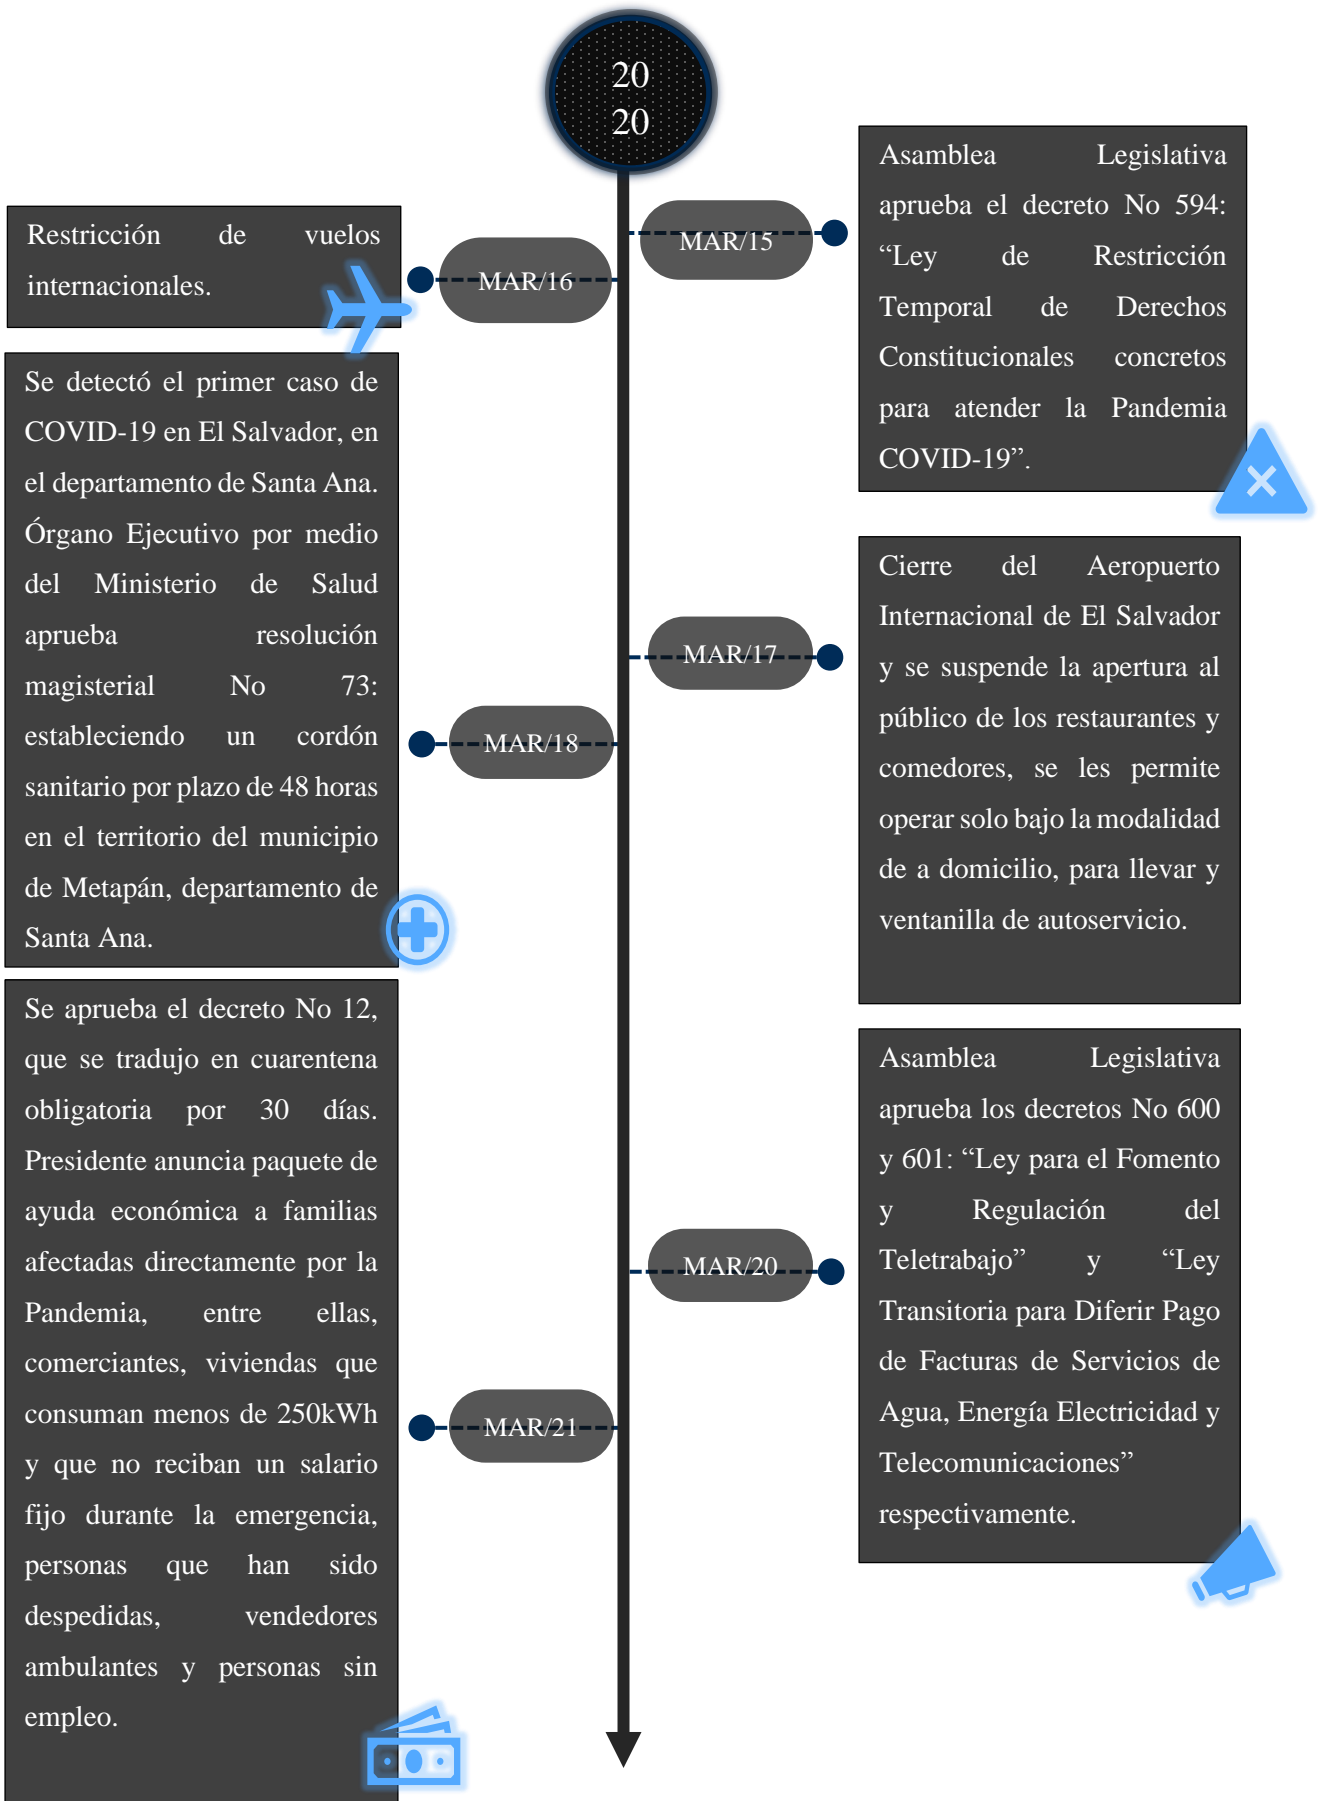 20
20
MAR/15
Asamblea Legislativa
aprueba el decreto No 594:
“Ley de Restricción
Temporal de Derechos
Constitucionales concretos
para atender la Pandemia
COVID-19”.
MAR/16
Restricción de vuelos
internacionales.
MAR/17
Cierre del Aeropuerto
Internacional de El Salvador
y se suspende la apertura al
público de los restaurantes y
comedores, se les permite
operar solo bajo la modalidad
de a domicilio, para llevar y
ventanilla de autoservicio.
MAR/18
Se detectó el primer caso de
COVID-19 en El Salvador, en
el departamento de Santa Ana.
Órgano Ejecutivo por medio
del Ministerio de Salud
aprueba resolución
magisterial No 73:
estableciendo un cordón
sanitario por plazo de 48 horas
en el territorio del municipio
de Metapán, departamento de
Santa Ana.
MAR/20
Asamblea Legislativa
aprueba los decretos No 600
y 601: “Ley para el Fomento
y Regulación del
Teletrabajo” y “Ley
Transitoria para Diferir Pago
de Facturas de Servicios de
Agua, Energía Electricidad y
Telecomunicaciones”
respectivamente.
MAR/21
Se aprueba el decreto No 12,
que se tradujo en cuarentena
obligatoria por 30 días.
Presidente anuncia paquete de
ayuda económica a familias
afectadas directamente por la
Pandemia, entre ellas,
comerciantes, viviendas que
consuman menos de 250kWh
y que no reciban un salario
fijo durante la emergencia,
personas que han sido
despedidas, vendedores
ambulantes y personas sin
empleo.